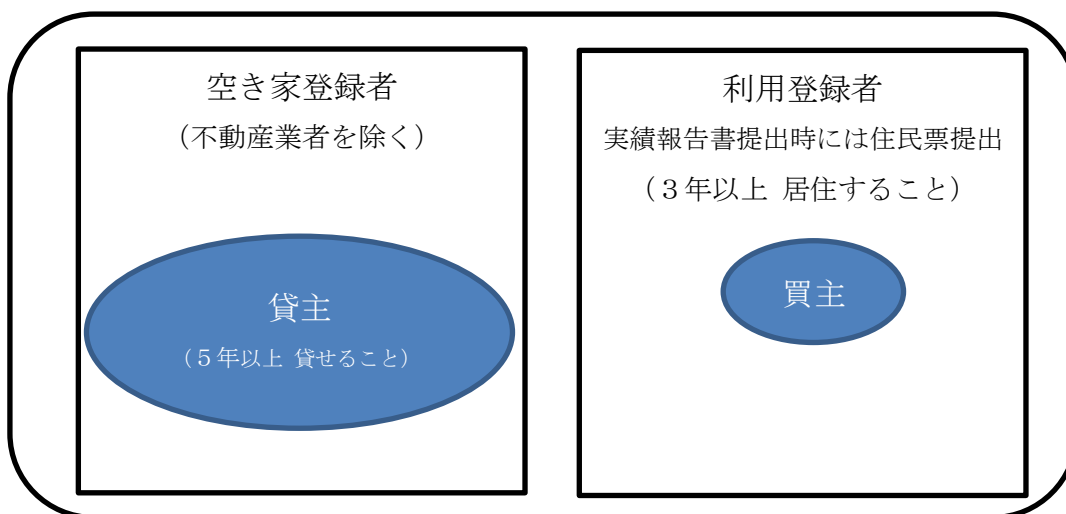 空き家登録者
（不動産業者を除く）
貸主
（５年以上 貸せること）
利用登録者
実績報告書提出時には住民票提出
（３年以上 居住すること）
買主